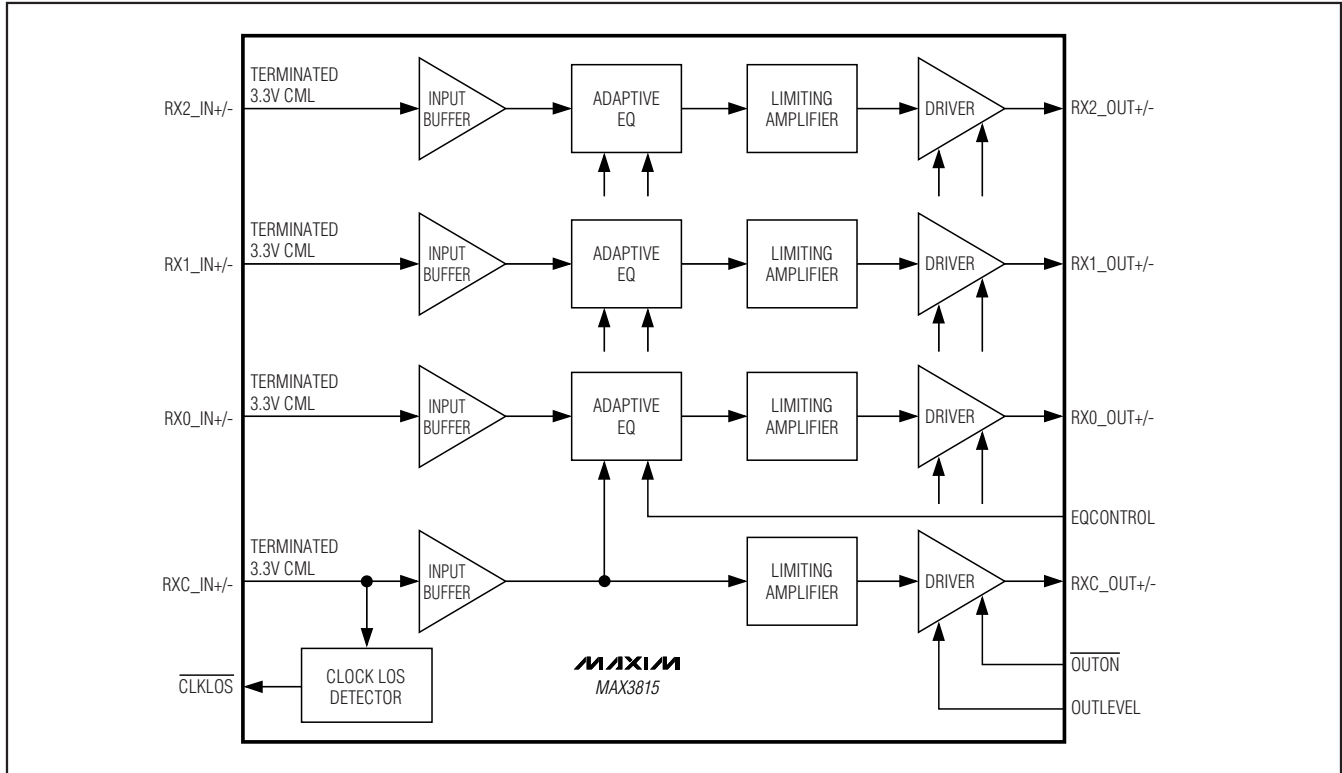 TERMINATED
3.3V CML
RX2_IN+/-
INPUT
BUFFER
ADAPTIVE
EQ
LIMITING
AMPLIFIER
DRIVER
RX2_OUT+/-
TERMINATED
3.3V CML
RX1_IN+/-
INPUT
BUFFER
ADAPTIVE
EQ
LIMITING
AMPLIFIER
DRIVER
RX1_OUT+/-
TERMINATED
3.3V CML
RX0_IN+/-
INPUT
BUFFER
ADAPTIVE
EQ
LIMITING
AMPLIFIER
DRIVER
RX0_OUT+/-
EQCONTROL
TERMINATED
3.3V CML
RXC_IN+/-
INPUT
BUFFER
LIMITING
AMPLIFIER
DRIVER
RXC_OUT+/-
CLKLOS
CLOCK LOS
DETECTOR
MAXIM
MAX3815
OUTON
OUTLEVEL